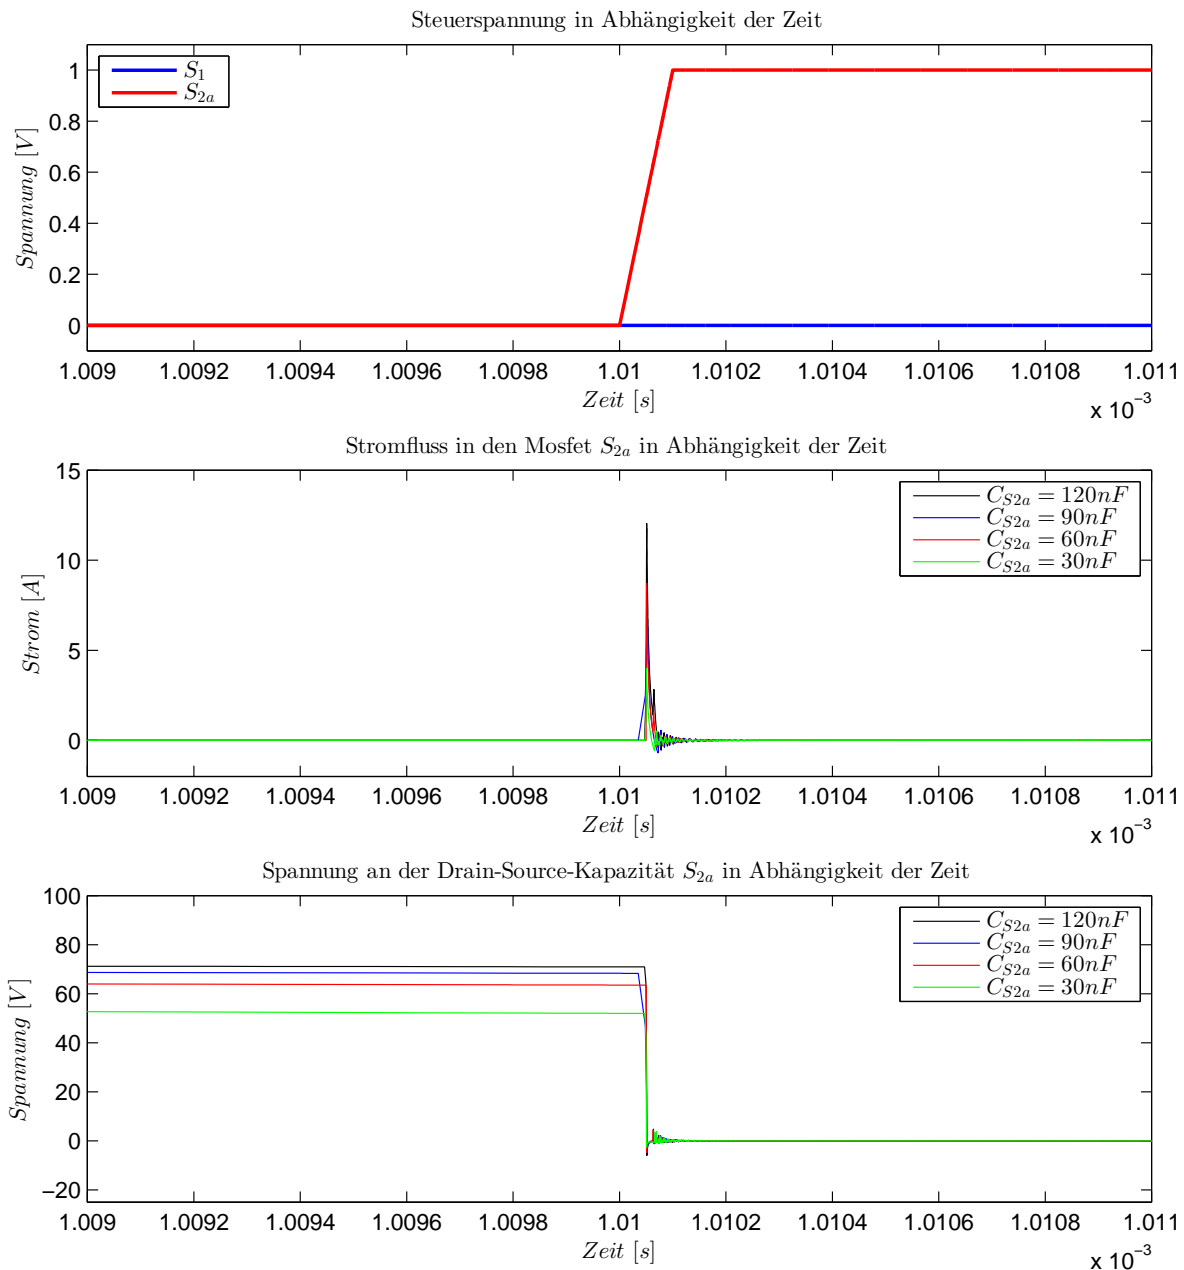 Steuerspannung in Abhängigkeit der Zeit
S1
S2a
Spannung [V]
1
0.8
0.6
0.4
0.2
0
1.009 1.0092 1.0094 1.0096 1.0098 1.01 1.0102 1.0104 1.0106 1.0108 1.011
Zeit [s]
x 10−3
Stromfluss in den Mosfet S2a in Abhängigkeit der Zeit
CS2a = 120nF
CS2a = 90nF
CS2a = 60nF
CS2a = 30nF
Strom [A]
15
10
5
0
1.009 1.0092 1.0094 1.0096 1.0098 1.01 1.0102 1.0104 1.0106 1.0108 1.011
Zeit [s]
x 10−3
Spannung an der Drain-Source-Kapazität S2a in Abhängigkeit der Zeit
CS2a = 120nF
CS2a = 90nF
CS2a = 60nF
CS2a = 30nF
Spannung [V]
100
80
60
40
20
0
−20
1.009 1.0092 1.0094 1.0096 1.0098 1.01 1.0102 1.0104 1.0106 1.0108 1.011
Zeit [s]
x 10−3